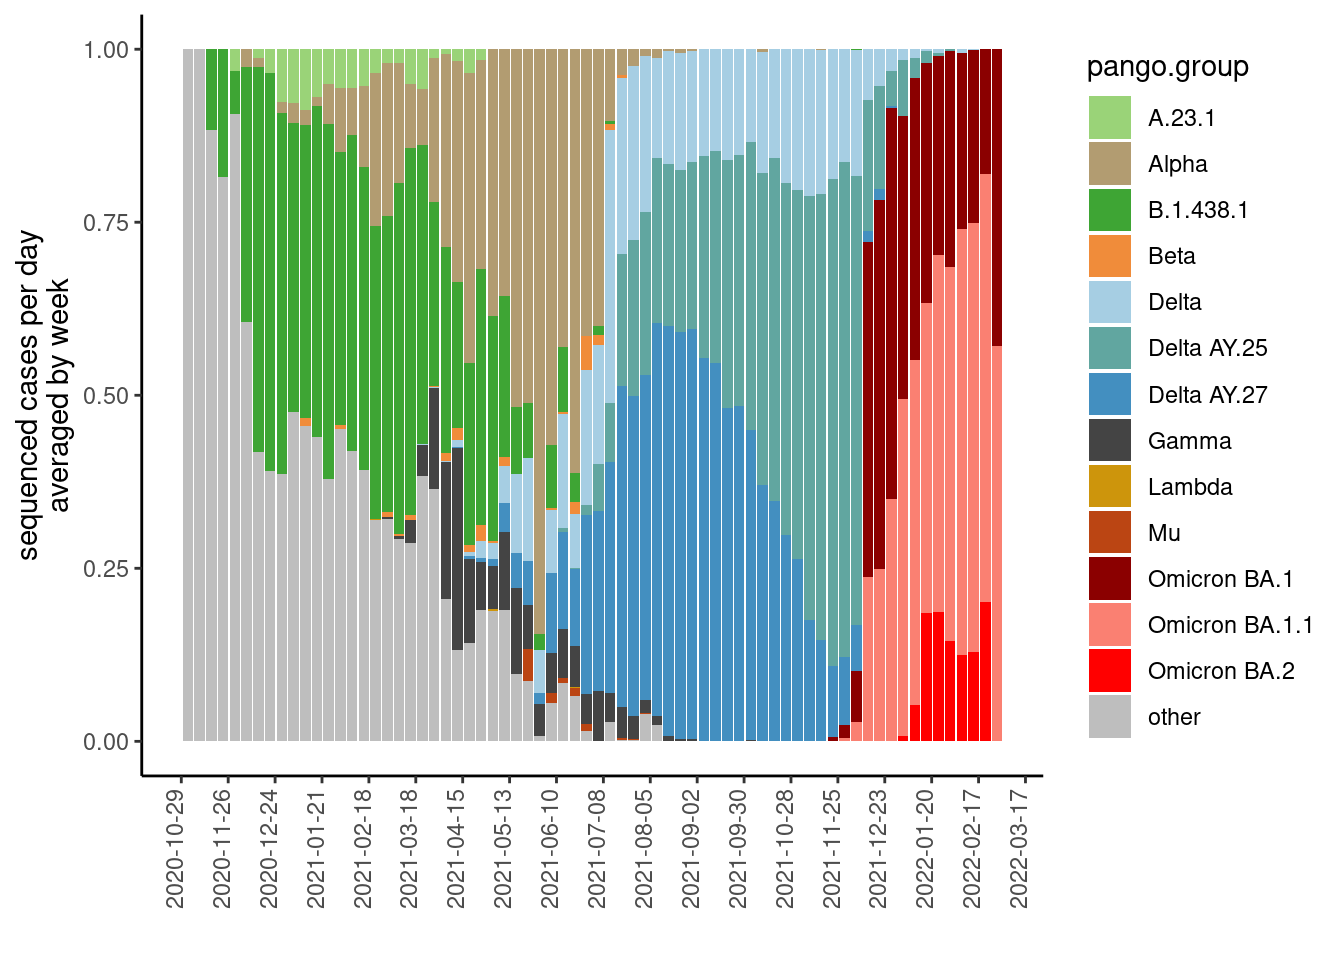 sequenced cases per day
averaged by week
1.00
0.75
0.50
0.25
0.00
2020-10-29
2020-11-26
2020-12-24
2021-01-21
2021-02-18
2021-03-18
2021-04-15
2021-05-13
2021-06-10
2021-07-08
2021-08-05
2021-09-02
2021-09-30
2021-10-28
2021-11-25
2021-12-23
2022-01-20
2022-02-17
2022-03-17
pango.group
A.23.1
Alpha
B.1.438.1
Beta
Delta
Delta AY.25
Delta AY.27
Gamma
Lambda
Mu
Omicron BA.1
Omicron BA.1.1
Omicron BA.2
other